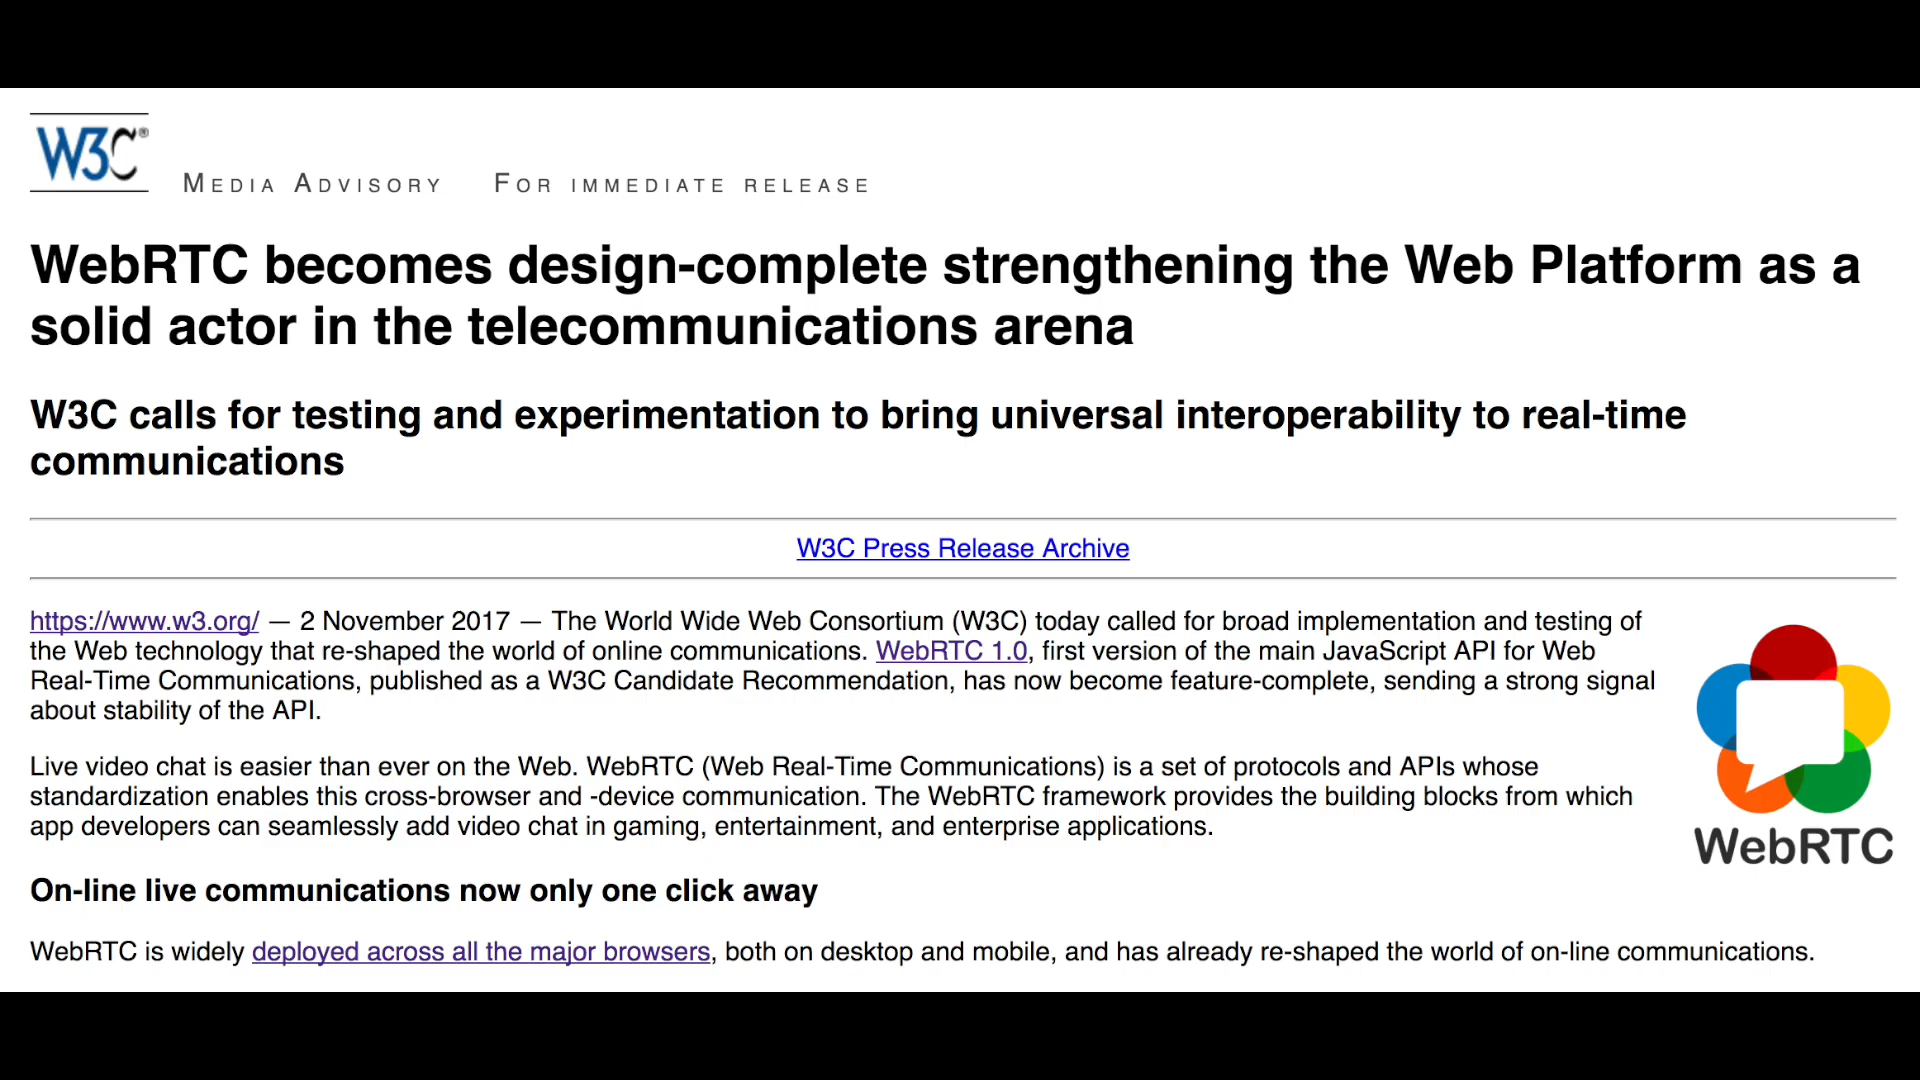 W3C®
MEDIA ADVISORY FOR IMMEDIATE RELEASE
WebRTC becomes design-complete strengthening the Web Platform as a
solid actor in the telecommunications arena
W3C calls for testing and experimentation to bring universal interoperability to real-time
communications
W3C Press Release Archive
https://www.w3.org/ — 2 November 2017 — The World Wide Web Consortium (W3C) today called for broad implementation and testing of
the Web technology that re-shaped the world of online communications. WebRTC 1.0, first version of the main JavaScript API for Web
Real-Time Communications, published as a W3C Candidate Recommendation, has now become feature-complete, sending a strong signal
about stability of the API.
Live video chat is easier than ever on the Web. WebRTC (Web Real-Time Communications) is a set of protocols and APIs whose
standardization enables this cross-browser and -device communication. The WebRTC framework provides the building blocks from which
app developers can seamlessly add video chat in gaming, entertainment, and enterprise applications.
WebRTC
On-line live communications now only one click away
WebRTC is widely deployed across all the major browsers, both on desktop and mobile, and has already re-shaped the world of on-line communications.